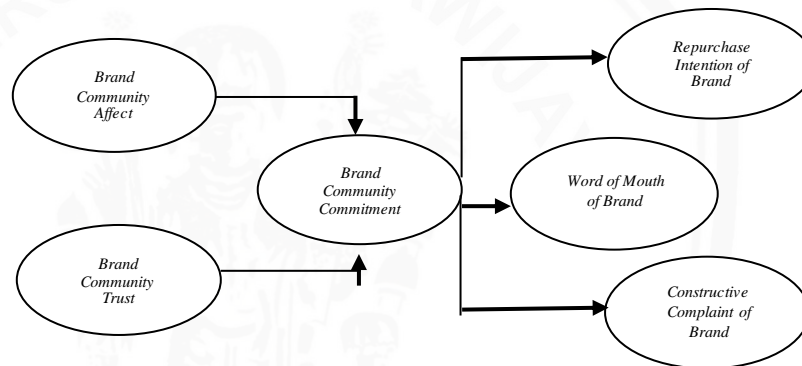 Brand
Community
Affect
Brand
Community
Trust
Brand
Community
Commitment
Repurchase
Intention of
Brand
Word of Mouth
of Brand
Constructive
Complaint of
Brand